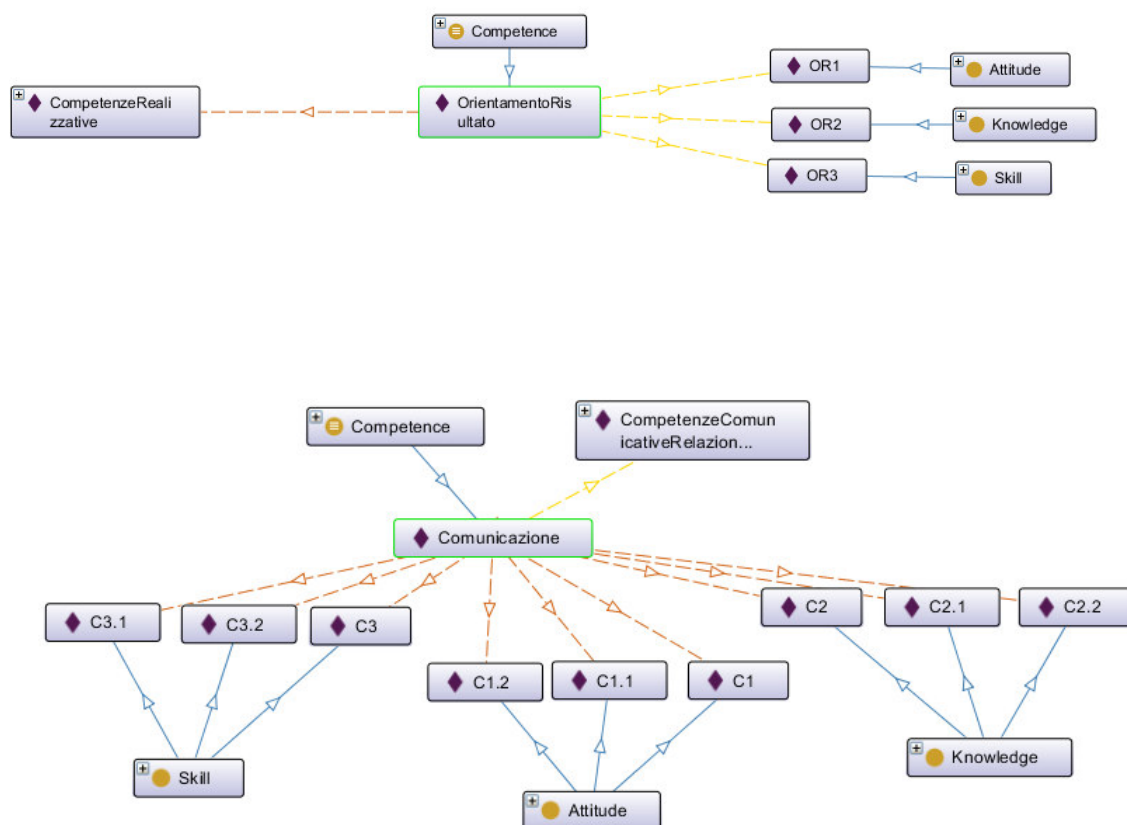 Competence
OR1
Attitude
CompetenzeReali
zzative
OrientamentoRis
ultato
OR2
Knowledge
OR3
Skill
Competence
CompetenzeComun
icativeRelazion...
Comunicazione
C3.1
C3.2
C3
C2
C2.1
C2.2
C1.2
C1.1
C1
Skill
Attitude
Knowledge